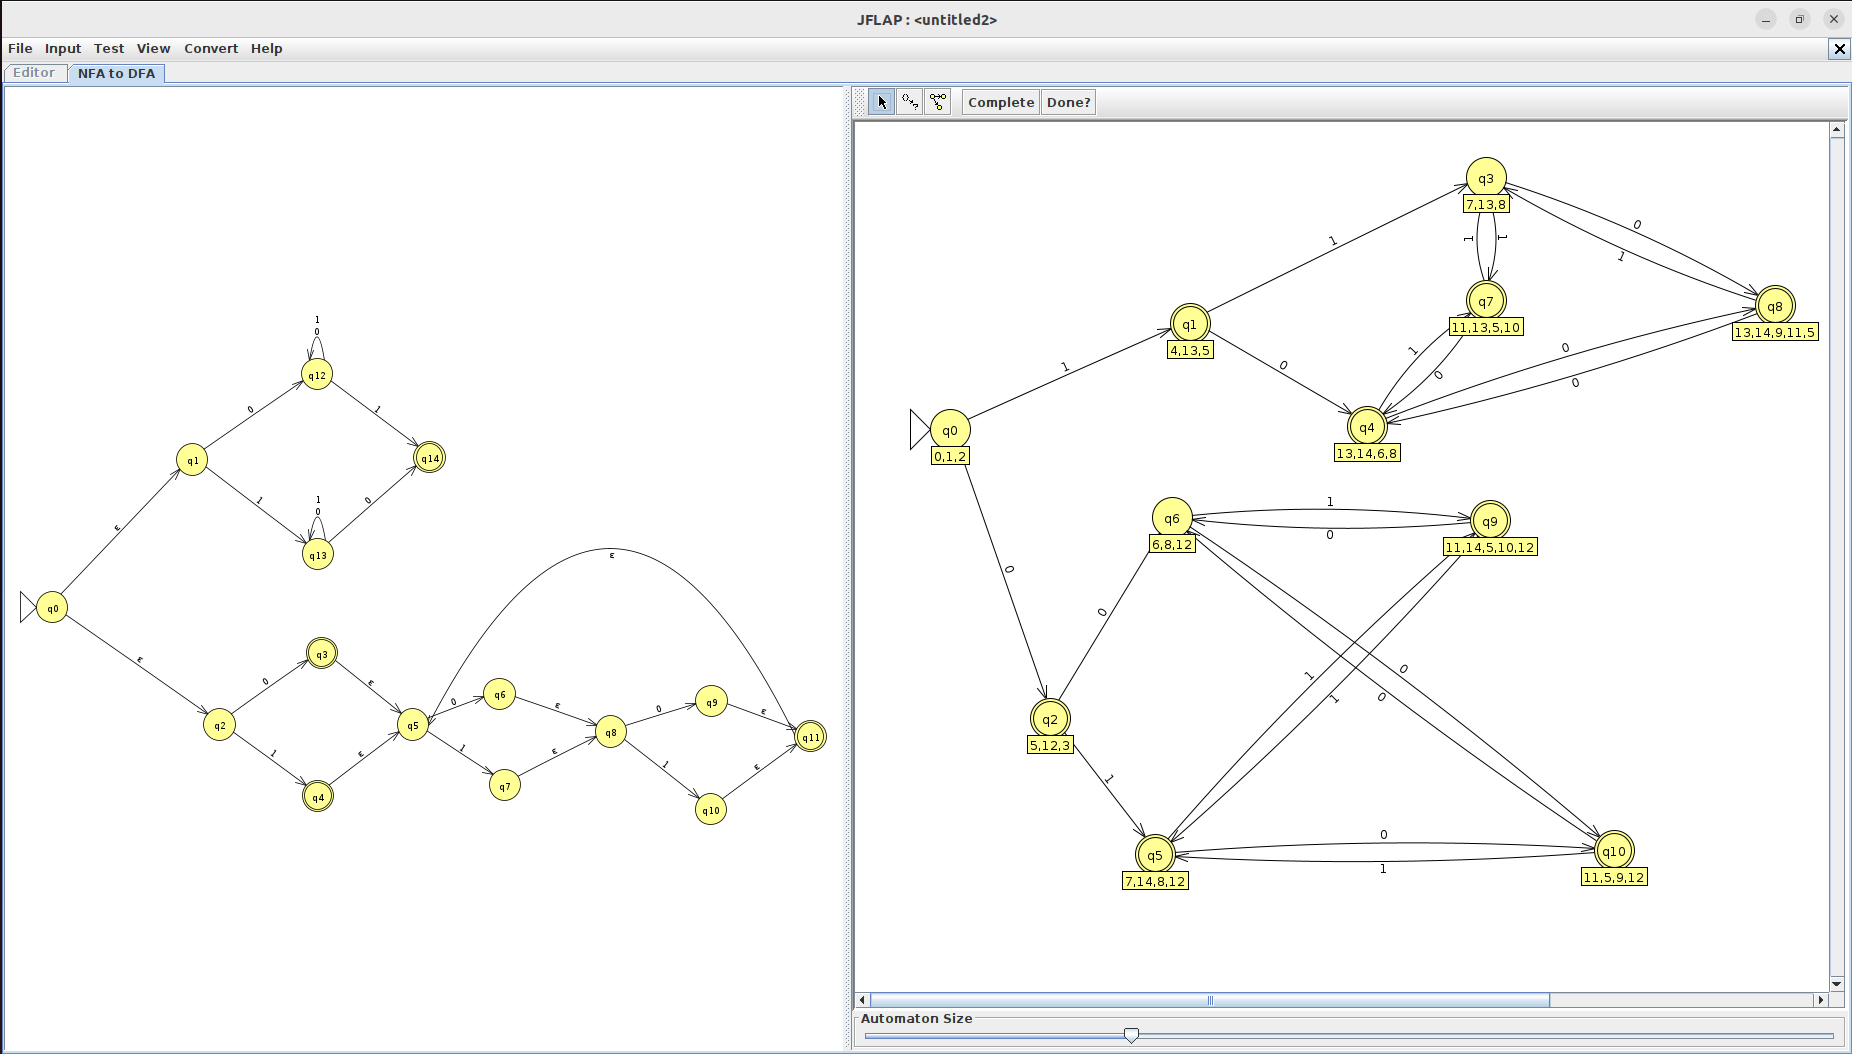 JFLAP : <untitled2>
File Input Test View Convert Help
Editor NFA to DFA
Complete Done?
1
0
q12
0
1
q1
q14
1
1
0
0
q13
ε
ε
q0
q3
ε
0
ε
q6
q9
0
ε
0
ε
q2
q5
q8
q11
1
ε
1
ε
1
ε
q7
q4
q10
q3
7,13,8
0
1
1
1
1
q7
11,13,5,10
q8
13,14,9,11,5
q1
4,13,5
1
0
1
0
0
0
q4
13,14,6,8
q0
0,1,2
q6
6,8,12
1
0
q9
11,14,5,10,12
0
0
1
0
1
0
q2
5,12,3
1
q5
7,14,8,12
0
1
q10
11,5,9,12
Automaton Size